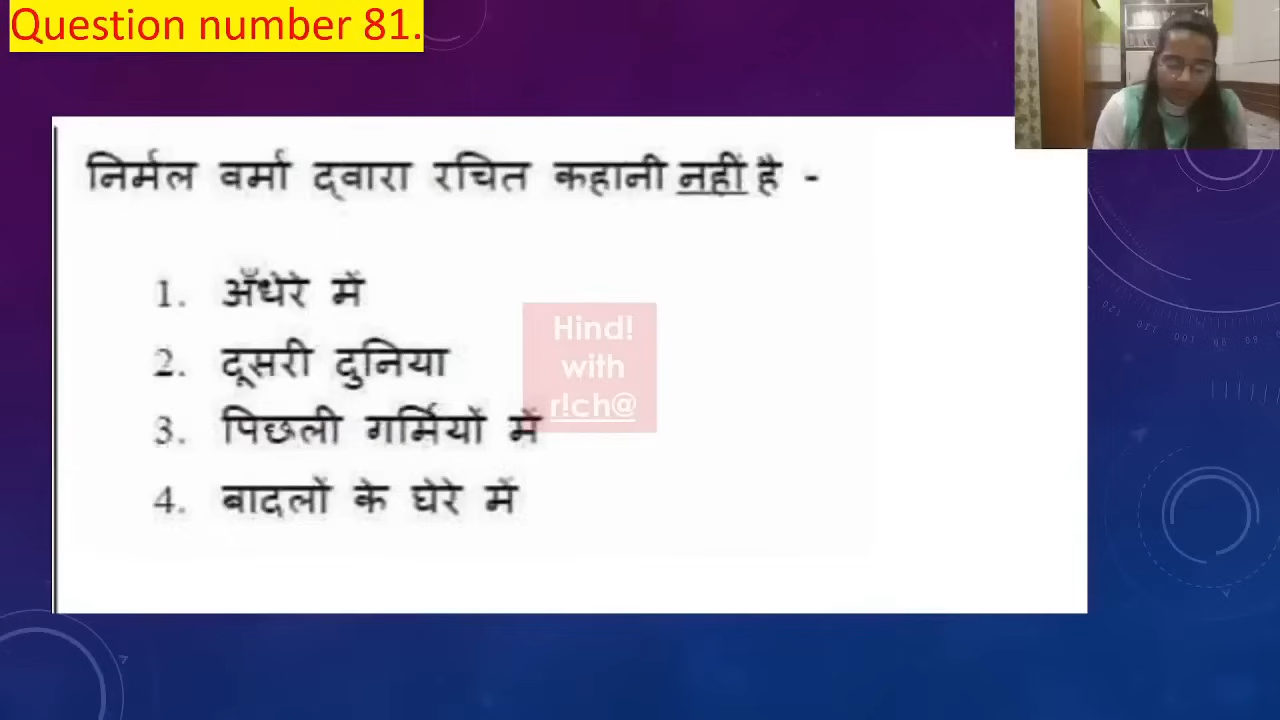 Question number 81.
निर्मल वर्मा द्वारा रचित कहानी नहीं है -
1. अँधेरे में
2. दूसरी दुनिया
3. पिछली गर्मियों में
4. बादलों के घेरे में
Hind!
with
r!ch@